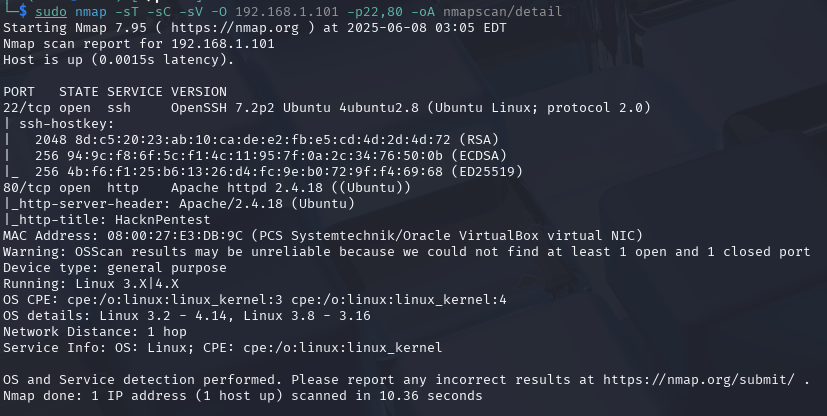 └─$ sudo nmap -sT -sC -sV -O 192.168.1.101 -p22,80 -oA nmapscan/detail
Starting Nmap 7.95 ( https://nmap.org ) at 2025-06-08 03:05 EDT
Nmap scan report for 192.168.1.101
Host is up (0.0015s latency).

PORT   STATE SERVICE VERSION
22/tcp open  ssh     OpenSSH 7.2p2 Ubuntu 4ubuntu2.8 (Ubuntu Linux; protocol 2.0)
| ssh-hostkey:
|   2048 8d:c5:20:23:ab:10:ca:de:e2:fb:e5:cd:4d:2d:4d:72 (RSA)
|   256 94:9c:f8:6f:5c:f1:4c:11:95:7f:0a:2c:34:76:50:0b (ECDSA)
|_  256 4b:f6:f1:25:b6:13:26:d4:fc:9e:b0:72:9f:f4:69:68 (ED25519)
80/tcp open  http    Apache httpd 2.4.18 ((Ubuntu))
|_http-server-header: Apache/2.4.18 (Ubuntu)
|_http-title: HacknPentest
MAC Address: 08:00:27:E3:DB:9C (PCS Systemtechnik/Oracle VirtualBox virtual NIC)
Warning: OSScan results may be unreliable because we could not find at least 1 open and 1 closed port
Device type: general purpose
Running: Linux 3.X|4.X
OS CPE: cpe:/o:linux:linux_kernel:3 cpe:/o:linux:linux_kernel:4
OS details: Linux 3.2 - 4.14, Linux 3.8 - 3.16
Network Distance: 1 hop
Service Info: OS: Linux; CPE: cpe:/o:linux:linux_kernel

OS and Service detection performed. Please report any incorrect results at https://nmap.org/submit/ .
Nmap done: 1 IP address (1 host up) scanned in 10.36 seconds